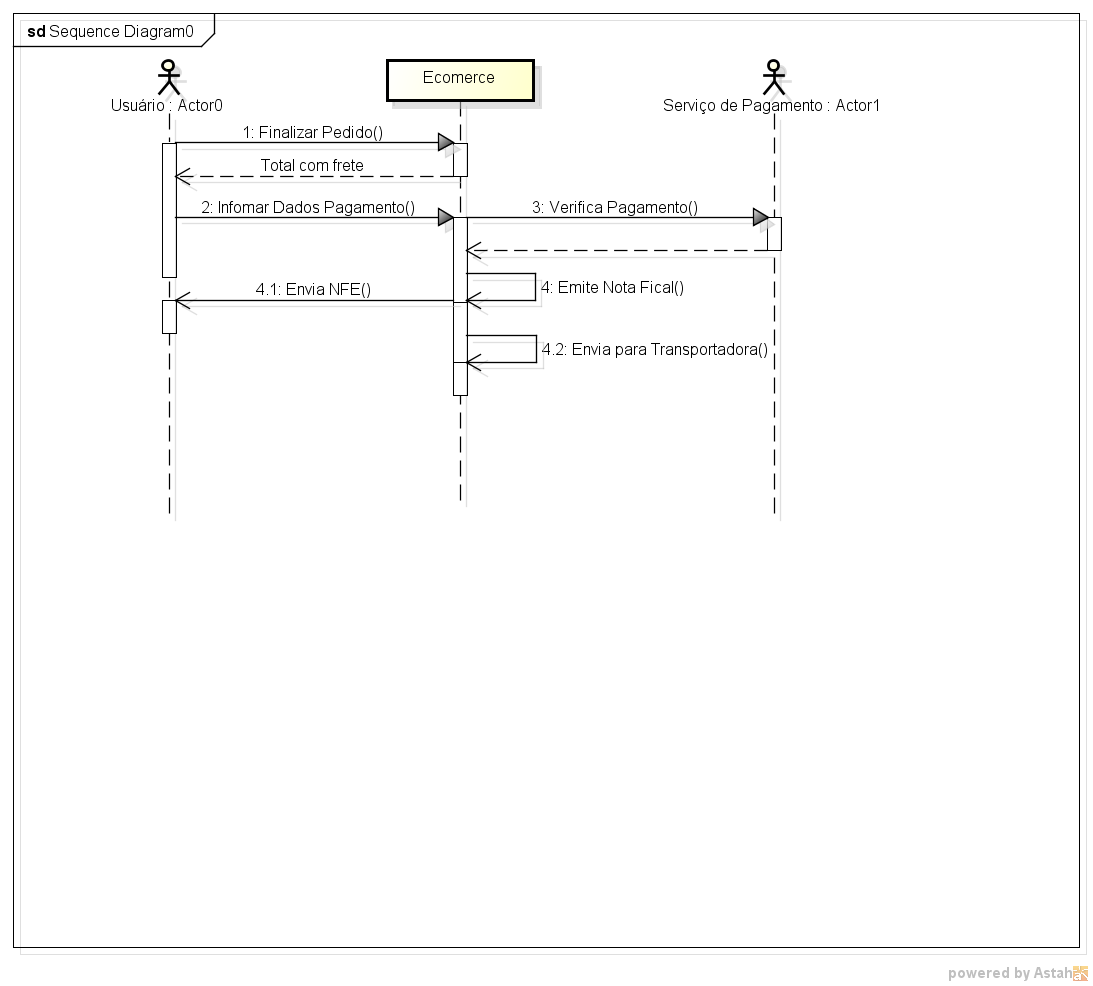 sd Sequence Diagram0
Usuário : Actor0
Ecomerce
Serviço de Pagamento : Actor1
1: Finalizar Pedido()
Total com frete
2: Infomar Dados Pagamento()
3: Verifica Pagamento()
4: Emite Nota Fical()
4.1: Envia NFE()
4.2: Envia para Transportadora()
powered by Astah